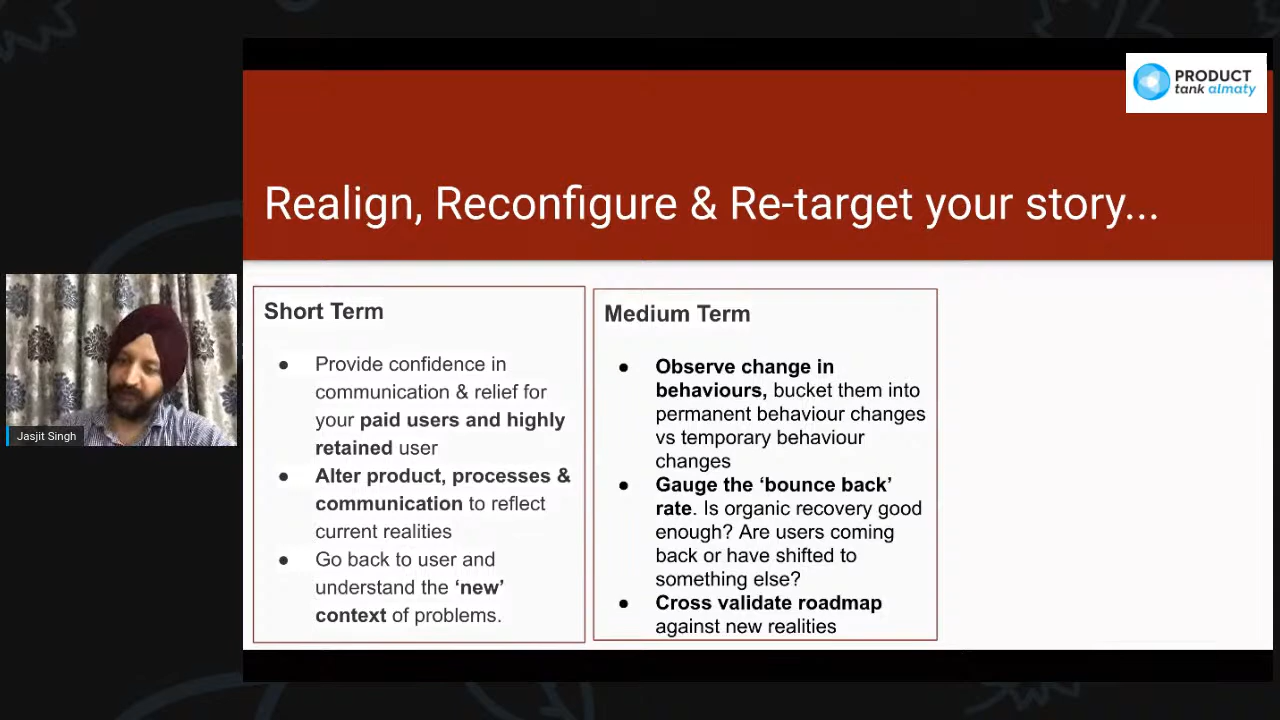 PRODUCT
tank almaty
Realign, Reconfigure & Re-target your story...
Short Term
● Provide confidence in
communication & relief for
your paid users and highly
retained user
● Alter product, processes &
communication to reflect
current realities
● Go back to user and
understand the ‘new’
context of problems.
Medium Term
● Observe change in
behaviours, bucket them into
permanent behaviour changes
vs temporary behaviour
changes
● Gauge the ‘bounce back’
rate. Is organic recovery good
enough? Are users coming
back or have shifted to
something else?
● Cross validate roadmap
against new realities
Jasjit Singh